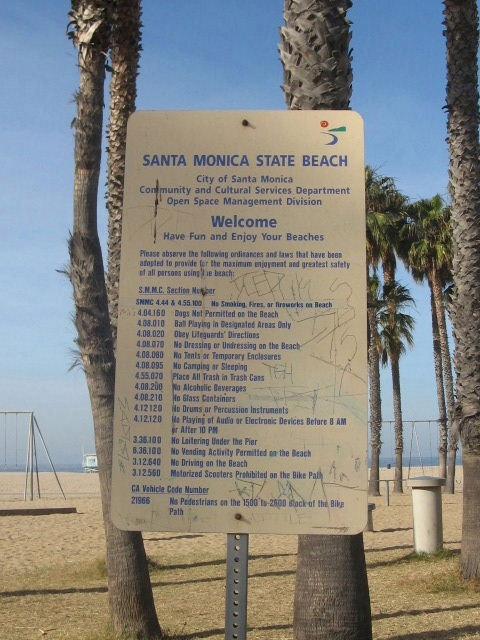 SANTA MONICA STATE BEACH
City of Santa Monica
Community and Cultural Services Department
Open Space Management Division
Welcome
Have Fun and Enjoy Your Beaches
Please observe the following ordinances and laws that have been
adopted to provide for the maximum enjoyment and greatest safety
of all persons using the beach:
S.M.M.C. Section Number
SMMC 4.44 & 4.55.100 No Smoking, Fires, or fireworks on Beach
4.04.160 Dogs Not Permitted on the Beach
4.08.010 Ball Playing in Designated Areas Only
4.08.020 Obey Lifeguards' Directions
4.08.070 No Dressing or Undressing on the Beach
4.08.080 No Tents or Temporary Enclosures
4.08.095 No Camping or Sleeping
4.55.070 Place All Trash in Trash Cans
4.08.200 No Alcoholic Beverages
4.08.210 No Glass Containers
4.12.120 No Drums or Percussion Instruments
4.12.120 No Playing of Audio or Electronic Devices Before 8 AM
or After 10 PM
3.36.100 No Loitering Under the Pier
6.36.100 No Vending Activity Permitted on the Beach
3.12.640 No Driving on the Beach
3.12.560 Motorized Scooters Prohibited on the Bike Path
CA Vehicle Code Number
21966 No Pedestrians on the 1500 to 2600 Block of the Bike
Path